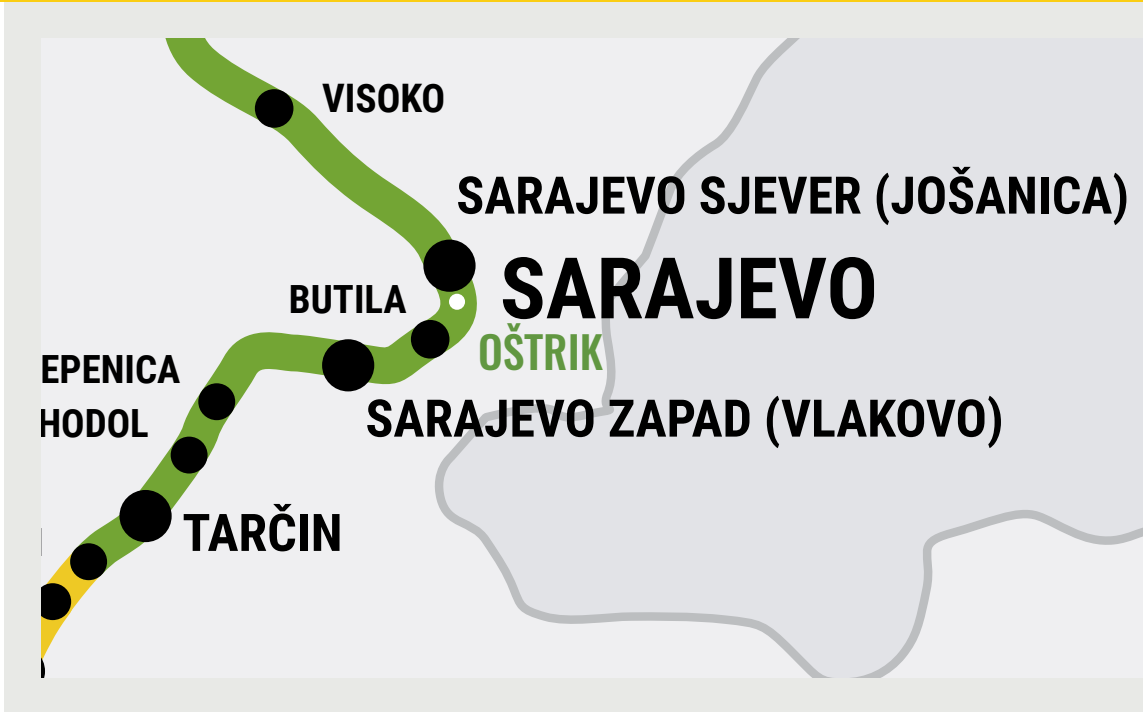 VISOKO
SARAJEVO SJEVER (JOŠANICA)
SARAJEVO
BUTILA
OŠTRIK
EPENICA
HODOL
SARAJEVO ZAPAD (VLAKOVO)
TARČIN